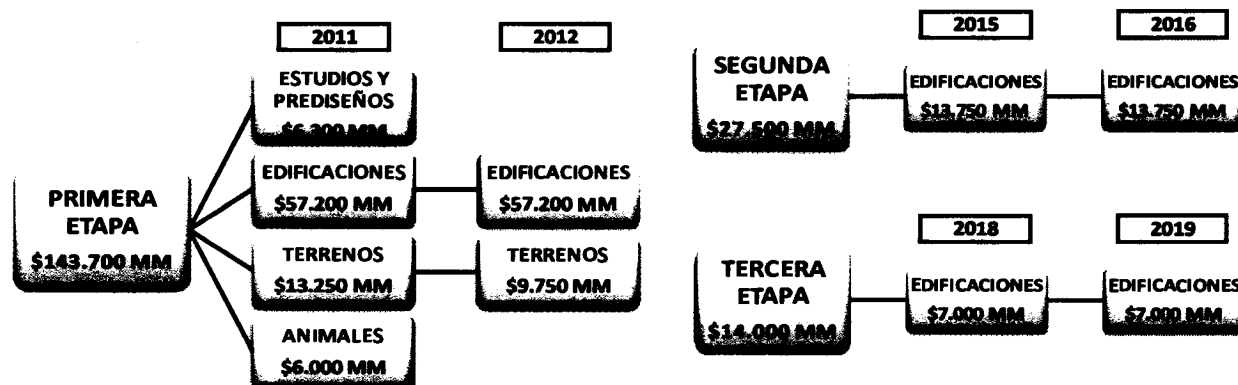 2011
2012
ESTUDIOS Y
PREDISEÑOS
MM
EDIFICACIONES
$57.200 MM
EDIFICACIONES
$57.200 MM
PRIMERA
ETAPA
$143.700 MM
TERRENOS
$13.250 MM
TERRENOS
$9.750 MM
ANIMALES
$6.000 MM
2015
2016
SEGUNDA
ETAPA
$27.500 MM
EDIFICACIONES
$13.750 MM
EDIFICACIONES
$13.750 MM
2018
2019
TERCERA
ETAPA
$14.000 MM
EDIFICACIONES
$7.000 MM
EDIFICACIONES
$7.000 MM